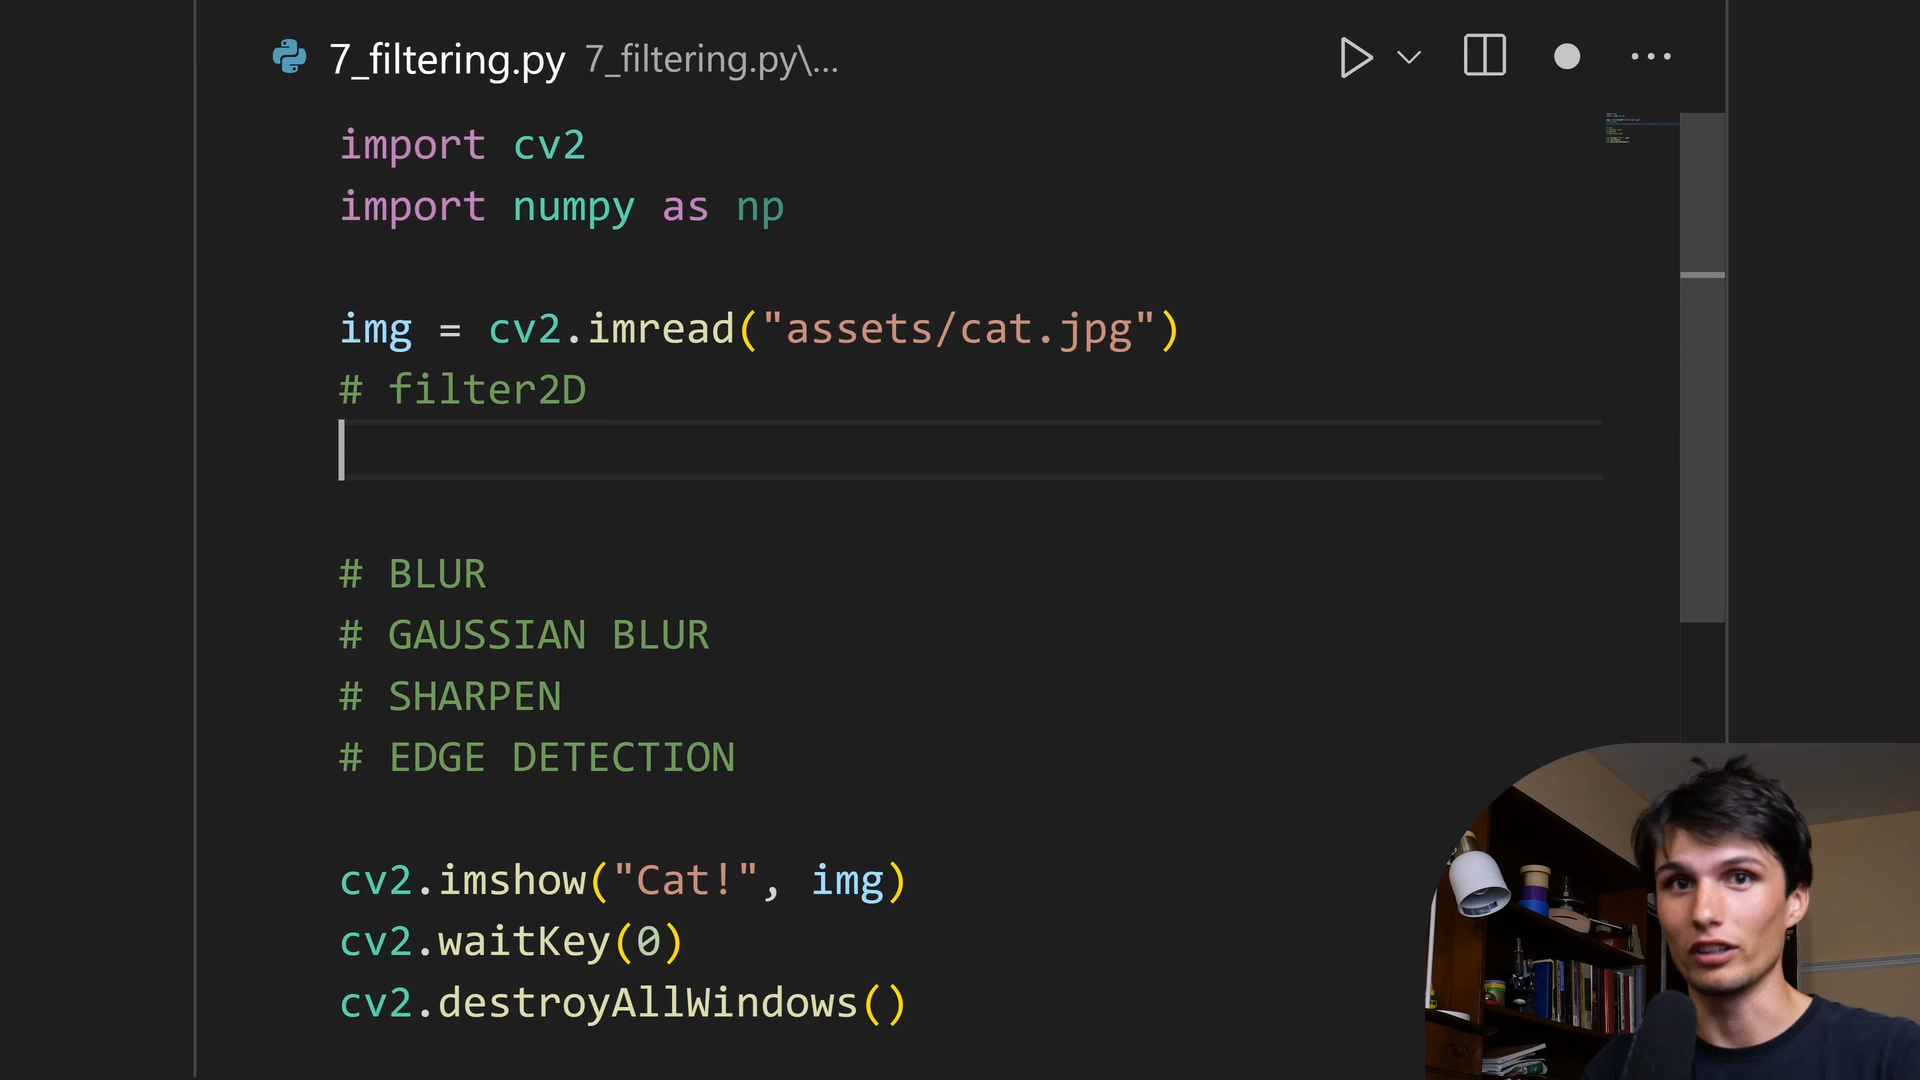 7_filtering.py 7_filtering.py\...
import cv2
import numpy as np
img = cv2.imread("assets/cat.jpg")
# filter2D
# BLUR
# GAUSSIAN BLUR
# SHARPEN
# EDGE DETECTION
cv2.imshow("Cat!", img)
cv2.waitKey(0)
cv2.destroyAllWindows()